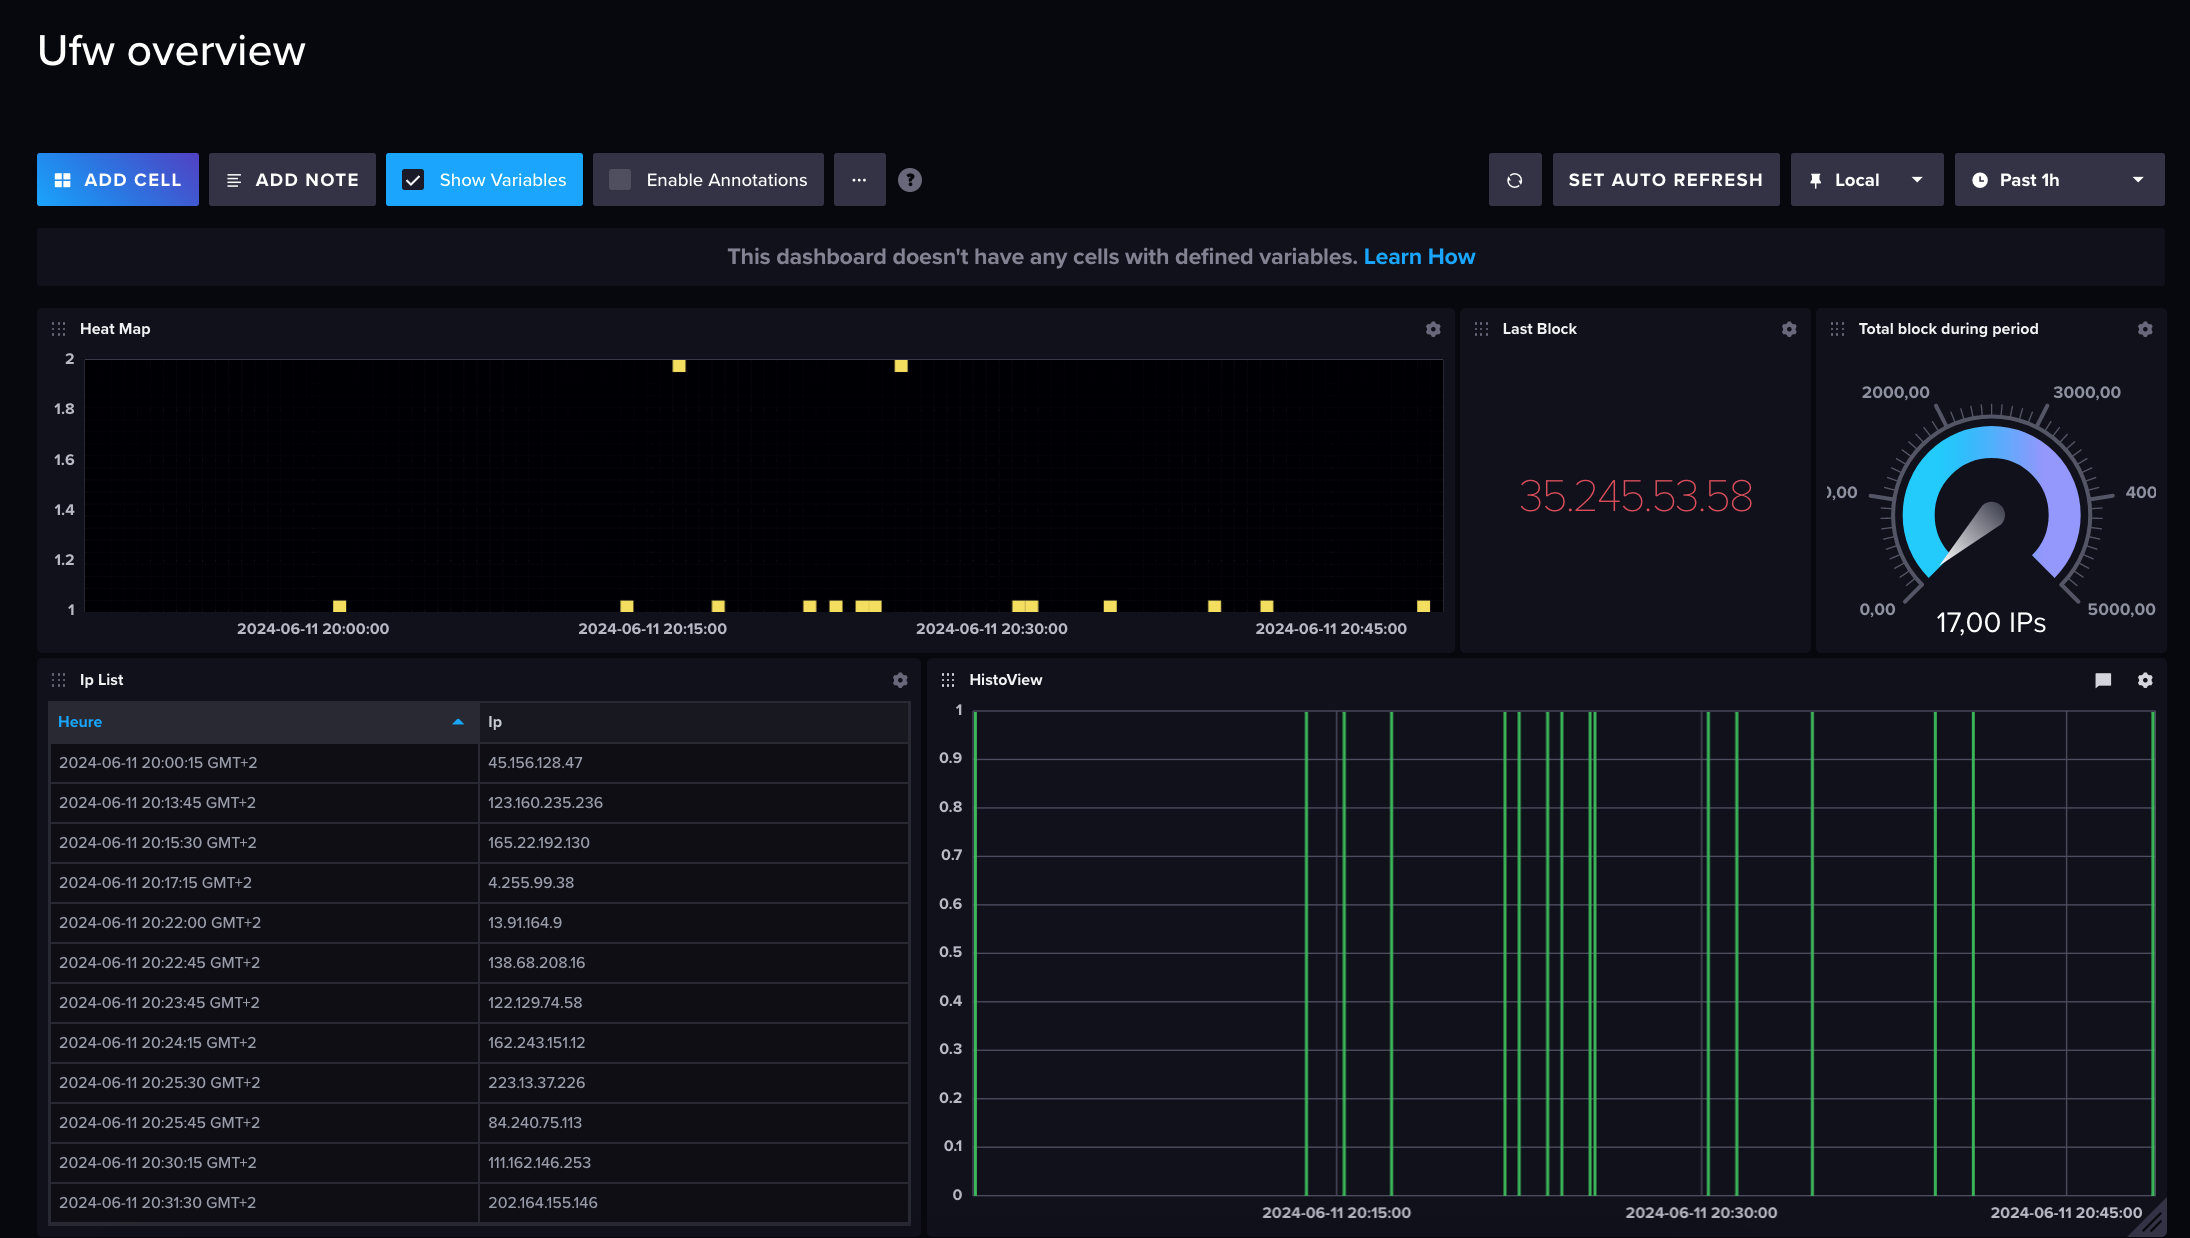 Ufw overview
ADD CELL
ADD NOTE
Show Variables
Enable Annotations
...
?
SET AUTO REFRESH
Local
Past 1h
This dashboard doesn't have any cells with defined variables. Learn How
Heat Map
2
1.8
1.6
1.4
1.2
1
2024-06-11 20:00:00
2024-06-11 20:15:00
2024-06-11 20:30:00
2024-06-11 20:45:00
Last Block
35.245.53.58
Total block during period
2000,00
3000,00
0,00
400
0,00
5000,00
17,00 IPs
Ip List
Heure
Ip
2024-06-11 20:00:15 GMT+2 45.156.128.47
2024-06-11 20:13:45 GMT+2 123.160.235.236
2024-06-11 20:15:30 GMT+2 165.22.192.130
2024-06-11 20:17:15 GMT+2 4.255.99.38
2024-06-11 20:22:00 GMT+2 13.91.164.9
2024-06-11 20:22:45 GMT+2 138.68.208.16
2024-06-11 20:23:45 GMT+2 122.129.74.58
2024-06-11 20:24:15 GMT+2 162.243.151.12
2024-06-11 20:25:30 GMT+2 223.13.37.226
2024-06-11 20:25:45 GMT+2 84.240.75.113
2024-06-11 20:30:15 GMT+2 111.162.146.253
2024-06-11 20:31:30 GMT+2 202.164.155.146
HistoView
1
0.9
0.8
0.7
0.6
0.5
0.4
0.3
0.2
0.1
0
2024-06-11 20:15:00
2024-06-11 20:30:00
2024-06-11 20:45:00